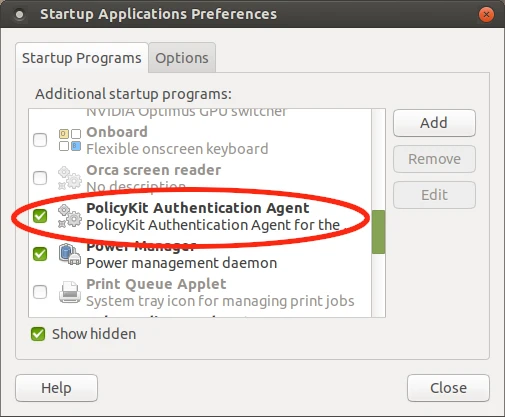 Startup Applications Preferences
Startup Programs
Options
Additional startup programs:
NVIDIA Optimus GPU switcher
Onboard
Flexible onscreen keyboard
Orca screen reader
No description
PolicyKit Authentication Agent
PolicyKit Authentication Agent for the ...
Power Manager
Power management daemon
Print Queue Applet
System tray icon for managing print jobs
Add
Remove
Edit
Show hidden
Help
Close